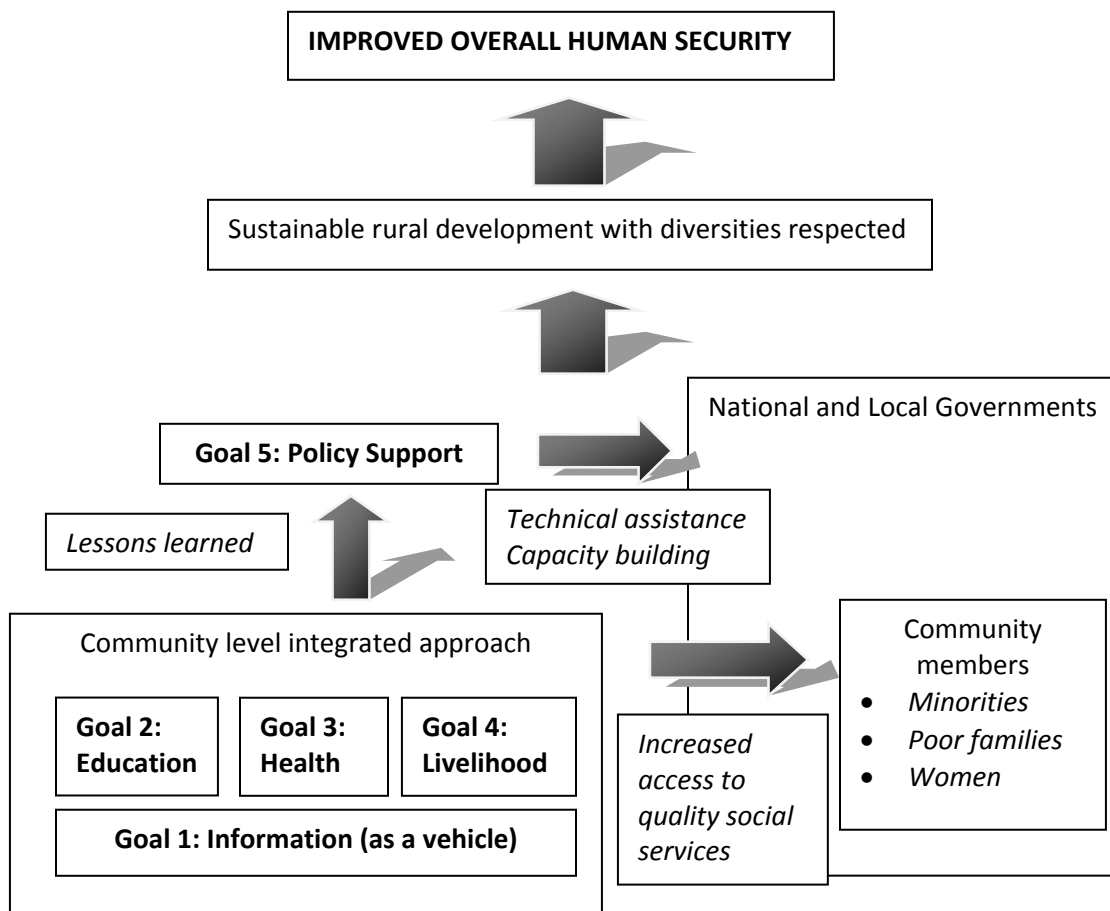 IMPROVED OVERALL HUMAN SECURITY
Sustainable rural development with diversities respected
National and Local Governments
Goal 5: Policy Support
Technical assistance
Capacity building
Lessons learned
Community level integrated approach
Goal 2:
Education
Goal 3:
Health
Goal 4:
Livelihood
Goal 1: Information (as a vehicle)
Increased
access to
quality social
services
Community
members
• Minorities
• Poor families
• Women